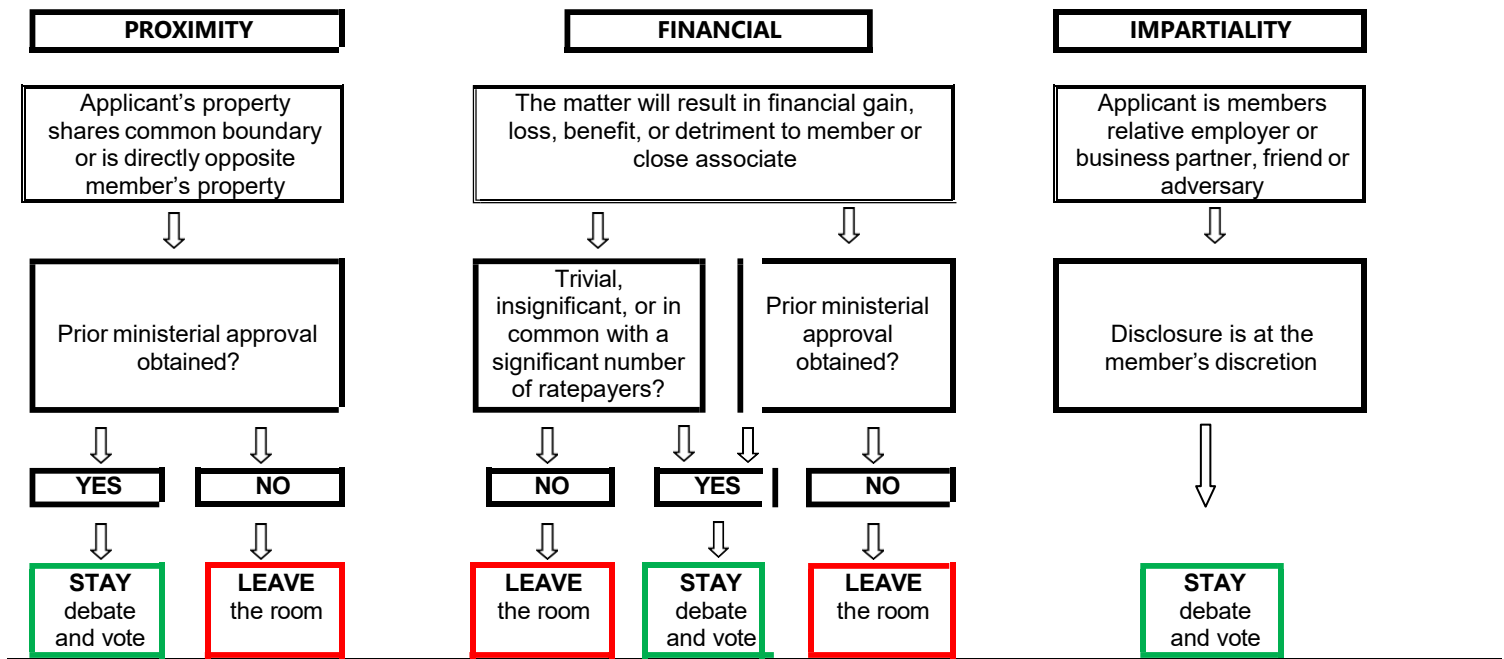 PROXIMITY
FINANCIAL
IMPARTIALITY
Applicant’s property
shares common boundary
or is directly opposite
member’s property
The matter will result in financial gain,
loss, benefit, or detriment to member or
close associate
Applicant is members
relative employer or
business partner, friend or
adversary
Prior ministerial approval
obtained?
Trivial,
insignificant, or in
common with a
significant number
of ratepayers?
Prior ministerial
approval
obtained?
Disclosure is at the
member’s discretion
YES
NO
NO
YES
NO
STAY
debate
and vote
LEAVE
the room
LEAVE
the room
STAY
debate
and vote
LEAVE
the room
STAY
debate
and vote